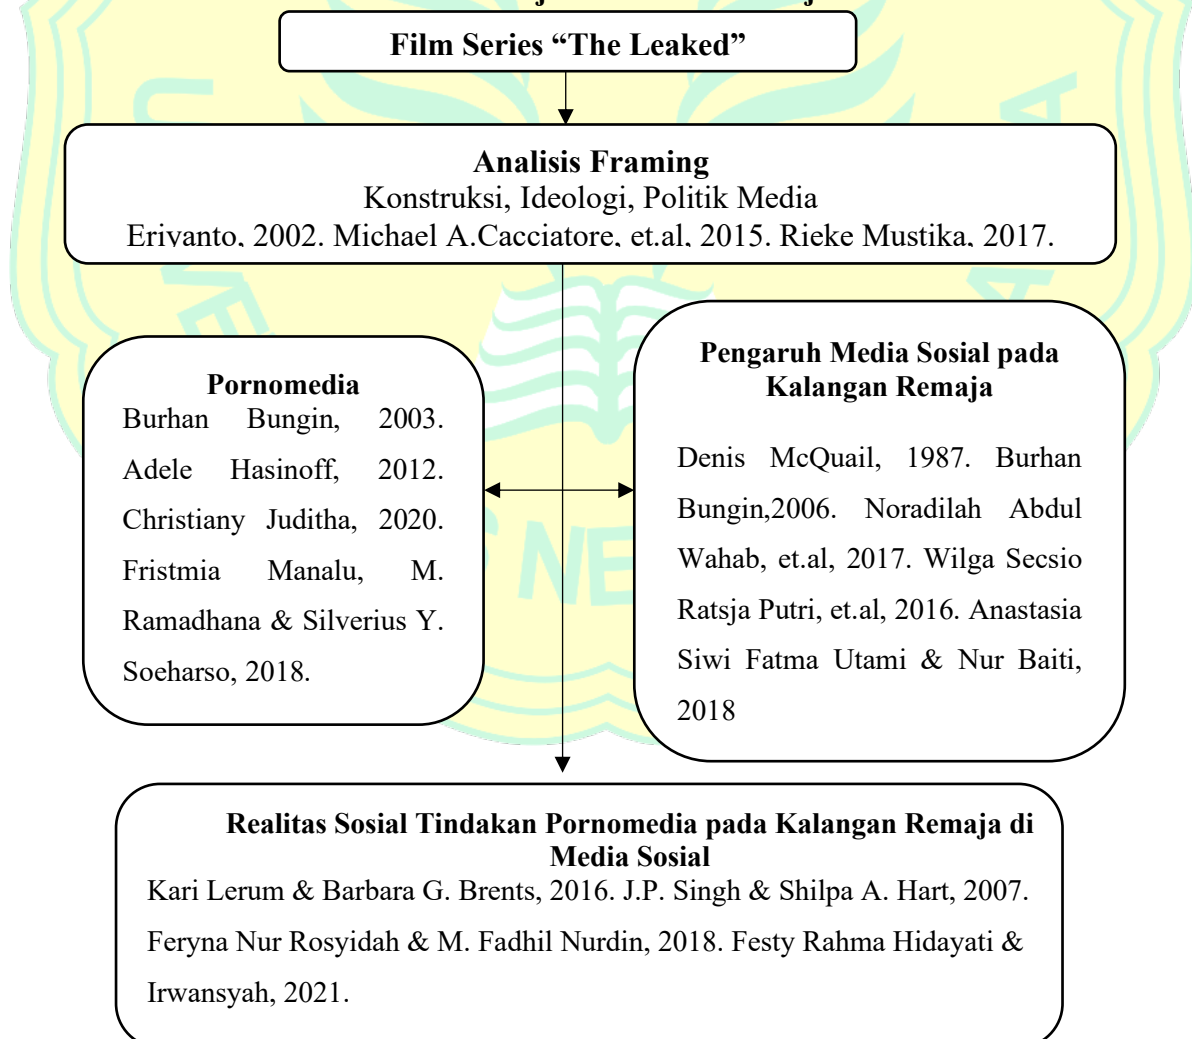 Film Series “The Leaked”
Analisis Framing
Konstruksi, Ideologi, Politik Media
Eriyanto, 2002. Michael A.Cacciatore, et.al, 2015. Rieke Mustika, 2017.
Pornomedia
Burhan Bungin, 2003.
Adele Hasinoff, 2012.
Christiany Juditha, 2020.
Fristmia Manalu, M.
Ramadhana & Silverius Y.
Soeharso, 2018.
Pengaruh Media Sosial pada
Kalangan Remaja
Denis McQuail, 1987. Burhan
Bungin,2006. Noradilah Abdul
Wahab, et.al, 2017. Wilga Secsio
Ratsja Putri, et.al, 2016. Anastasia
Siwi Fatma Utami & Nur Baiti,
2018
Realitas Sosial Tindakan Pornomedia pada Kalangan Remaja di
Media Sosial
Kari Lerum & Barbara G. Brents, 2016. J.P. Singh & Shilpa A. Hart, 2007.
Feryna Nur Rosyidah & M. Fadhil Nurdin, 2018. Festy Rahma Hidayati &
Irwansyah, 2021.